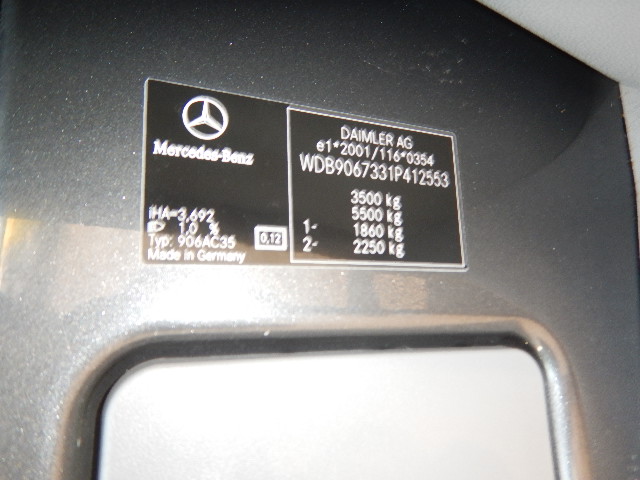 Mercedes-Benz
iHA=3,692
1,0 %
Typ: 906AC35
Made in Germany
0.12
DAIMLER AG
e1*2001/116*0354
WDB9067331P412553
3500 kg
5500 kg
1- 1860 kg
2- 2250 kg